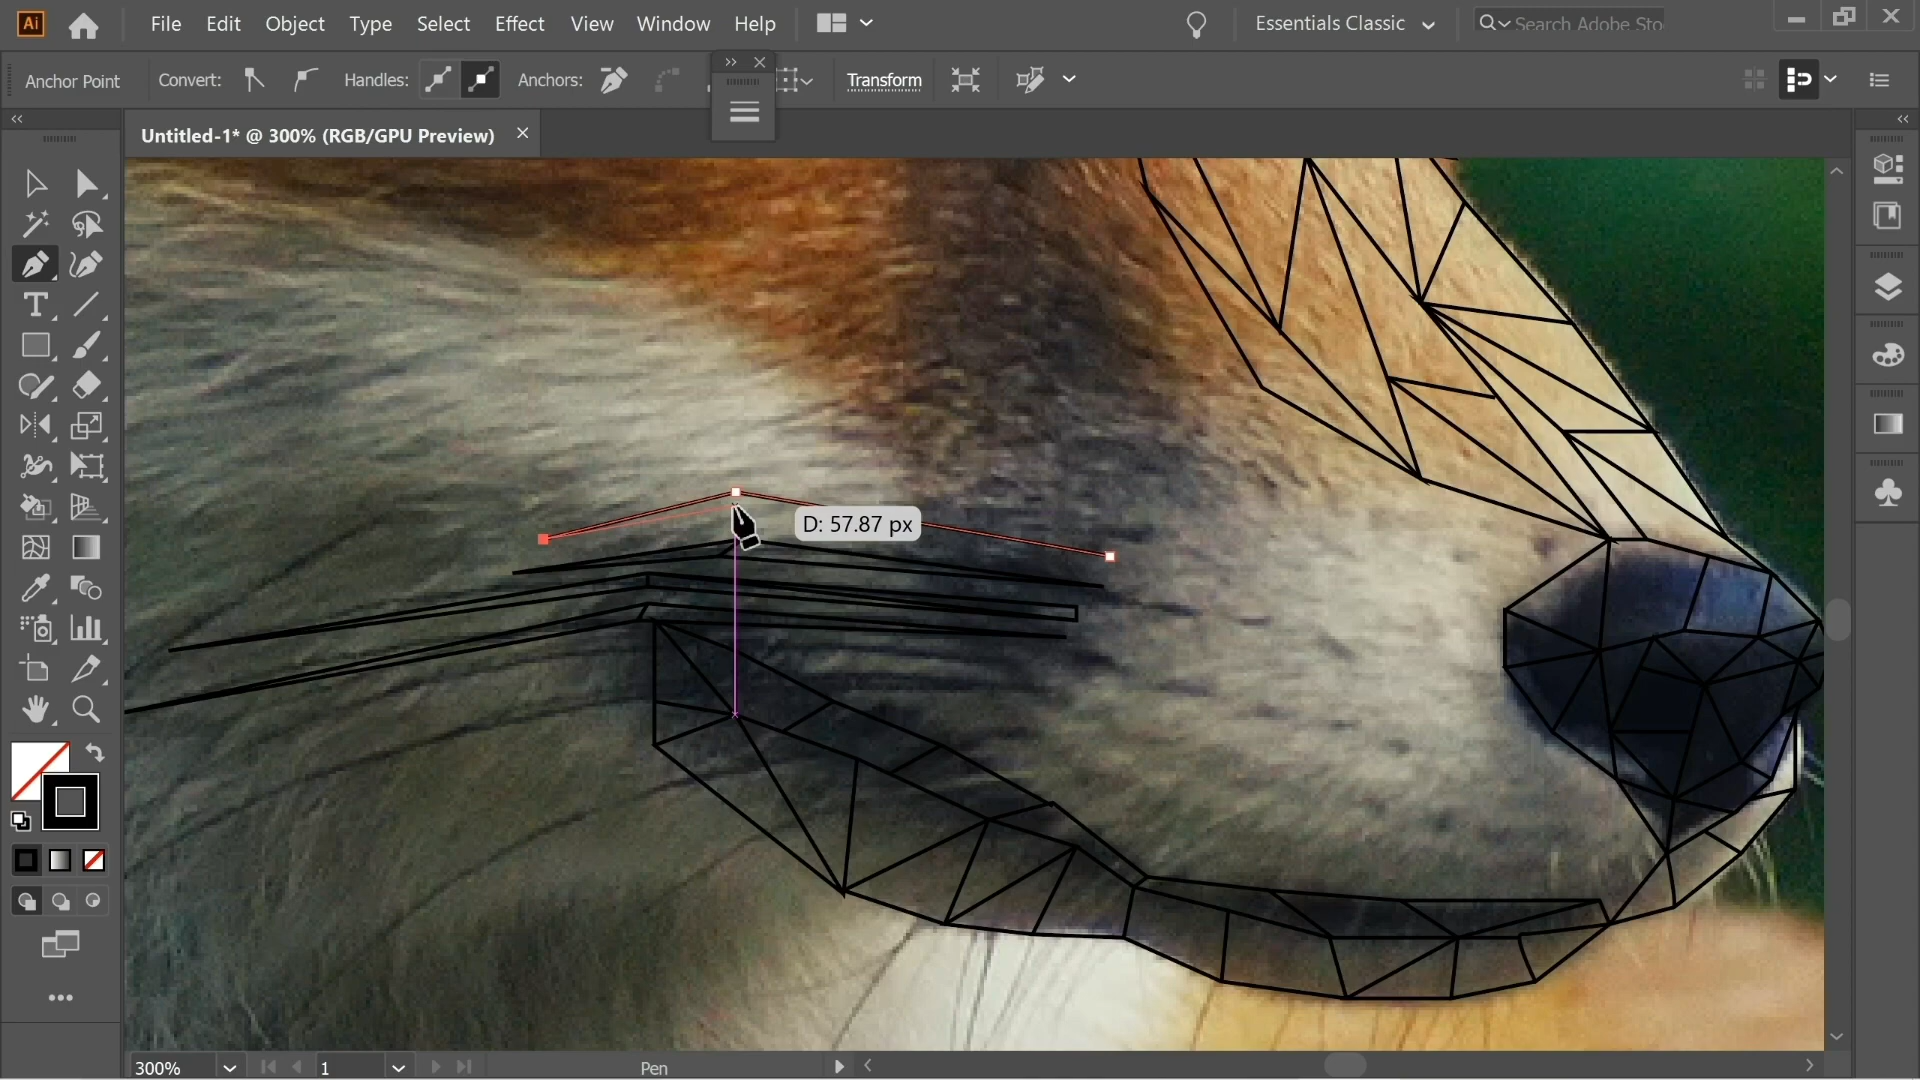 Ai
File Edit Object Type Select Effect View Window Help
Essentials Classic
Search Adobe Sto
Anchor Point
Convert:
Handles:
Anchors:
Transform
Untitled-1* @ 300% (RGB/GPU Preview)
D: 57.87 px
300%
1
Pen